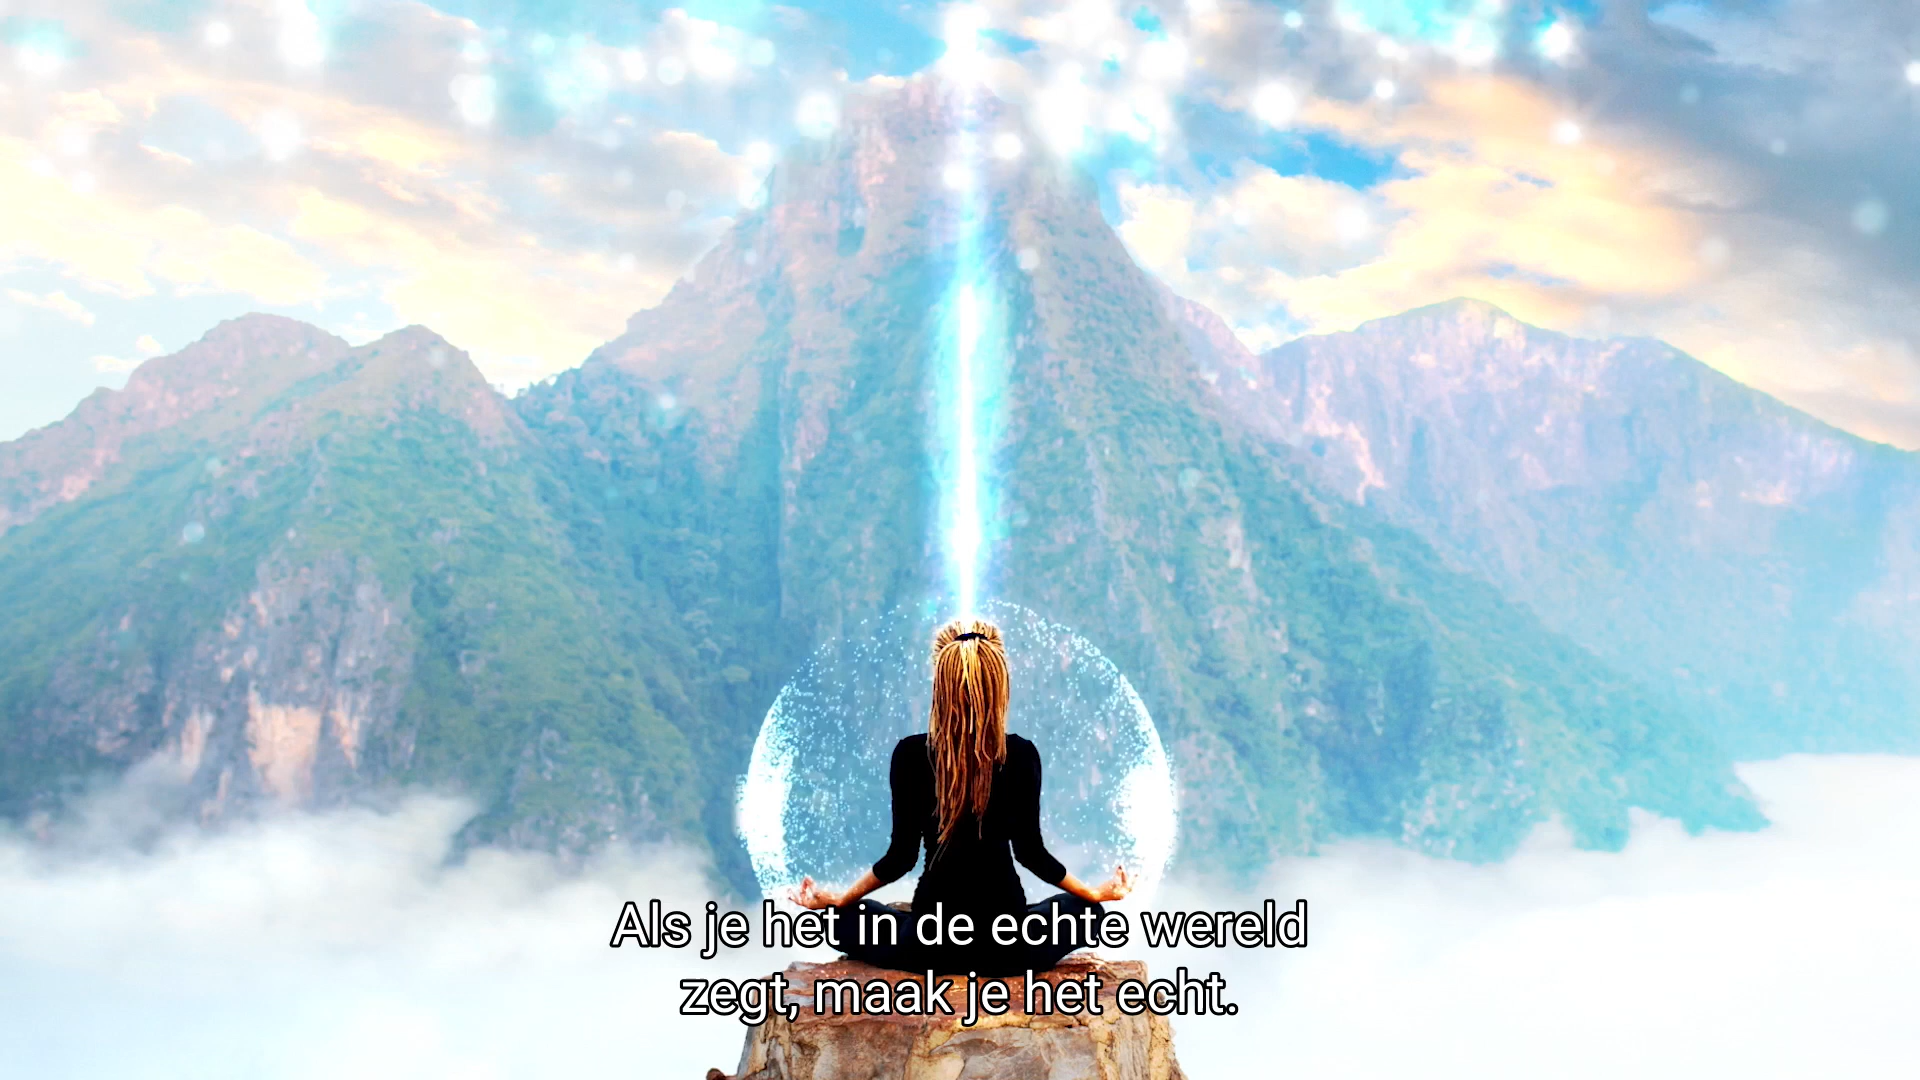 Als je het in de echte wereld
zegt, maak je het echt.